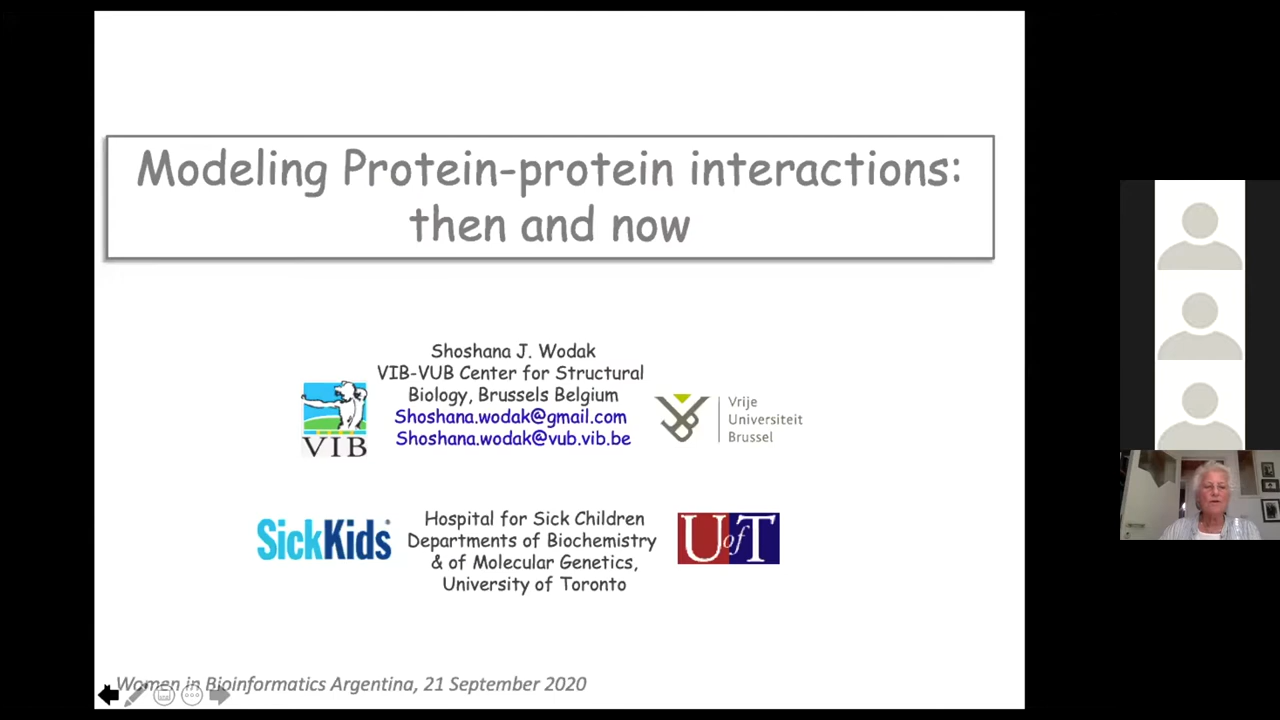 Modeling Protein-protein interactions:
then and now
Shoshana J. Wodak
VIB-VUB Center for Structural
Biology, Brussels Belgium
Shoshana.wodak@gmail.com
Shoshana.wodak@vub.vib.be
VIB
Vrije
Universiteit
Brussel
SickKids®
Hospital for Sick Children
Departments of Biochemistry
& of Molecular Genetics,
University of Toronto
UofT
Women in Bioinformatics Argentina, 21 September 2020